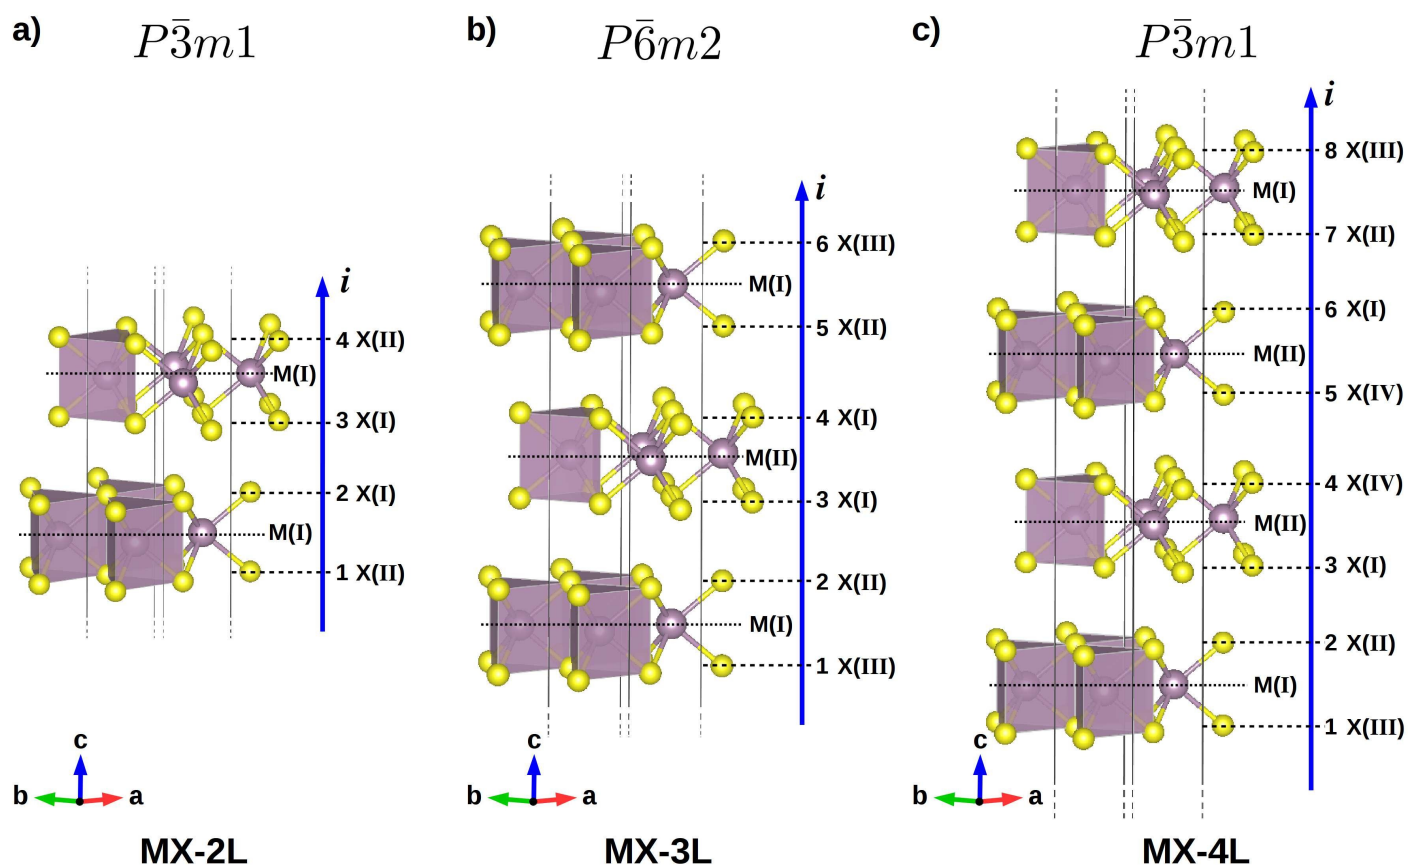 a)
P3̅m1
i
4 X(II)
M(I)
3 X(I)
2 X(I)
M(I)
1 X(II)
c
b
a
MX-2L
b)
P6̅m2
i
6 X(III)
M(I)
5 X(II)
4 X(I)
M(II)
3 X(I)
2 X(II)
M(I)
1 X(III)
c
b
a
MX-3L
c)
P3̅m1
i
8 X(III)
M(I)
7 X(II)
6 X(I)
M(II)
5 X(IV)
4 X(IV)
M(II)
3 X(I)
2 X(II)
M(I)
1 X(III)
c
b
a
MX-4L